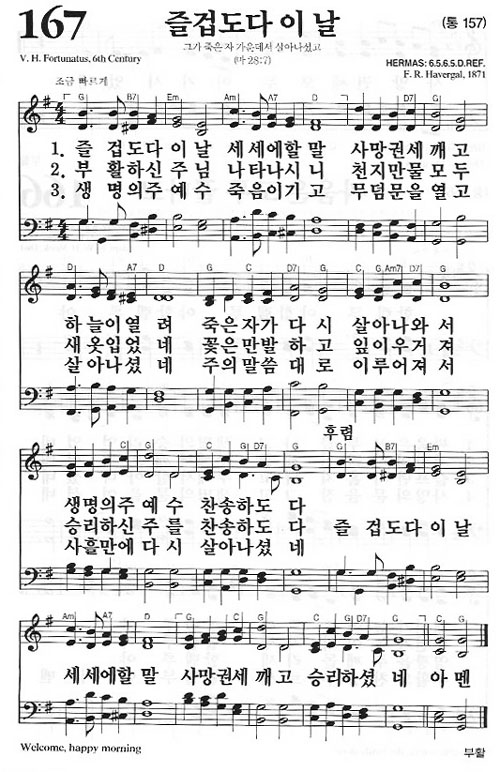 167
즐겁도다 이 날
(통 157)
그가 죽은 자 가운데서 살아나셨고
(마 28:7)
V. H. Fortunatus, 6th Century
HERMAS: 6.5.6.5.D.REF.
F. R. Havergal, 1871
조금 빠르게
G B7 Em Am A7 D G D7 G
1. 즐 겁도다 이 날 세세에할 말 사망권세 깨 고
2. 부 활하신 주 님 나타나시 니 천지만물 모 두
3. 생 명의주 예 수 죽음이기 고 무덤문을 열 고
D A7 D G C D7 G C G Am7 D7 G
하 늘이열 려 죽은 자가 다 시 살아나와 서
새 옷입었 네 꽃은만발 하 고 잎이우거 져
살 아나셨 네 주의말씀 대 로 이루어져 서
후렴
C G C G D7 G G B7 Em
생명의주 예 수 찬송하도 다
승리하신 주 를 찬송하도 다 즐 겁도다 이 날
사흘만에 다 시 살아나셨 네
Am A7 D G C G C G D7 G C G
세 세에할 말 사망권세 깨 고 승리하셨 네 아 멘
Welcome, happy morning
부활